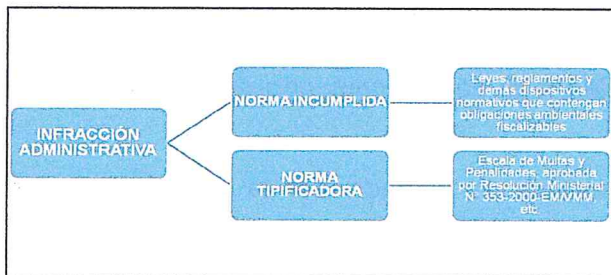 NORMA INCUMPLIDA
Leyes, reglamentos y
demás dispositivos
normativos que contengan
obligaciones ambientales
fiscalizables
INFRACCIÓN
ADMINISTRATIVA
NORMA
TIPIFICADORA
Escala de Multas y
Penalidades, aprobada
por Resolución Ministerial
N° 353-2000-EM/VMM,
etc.